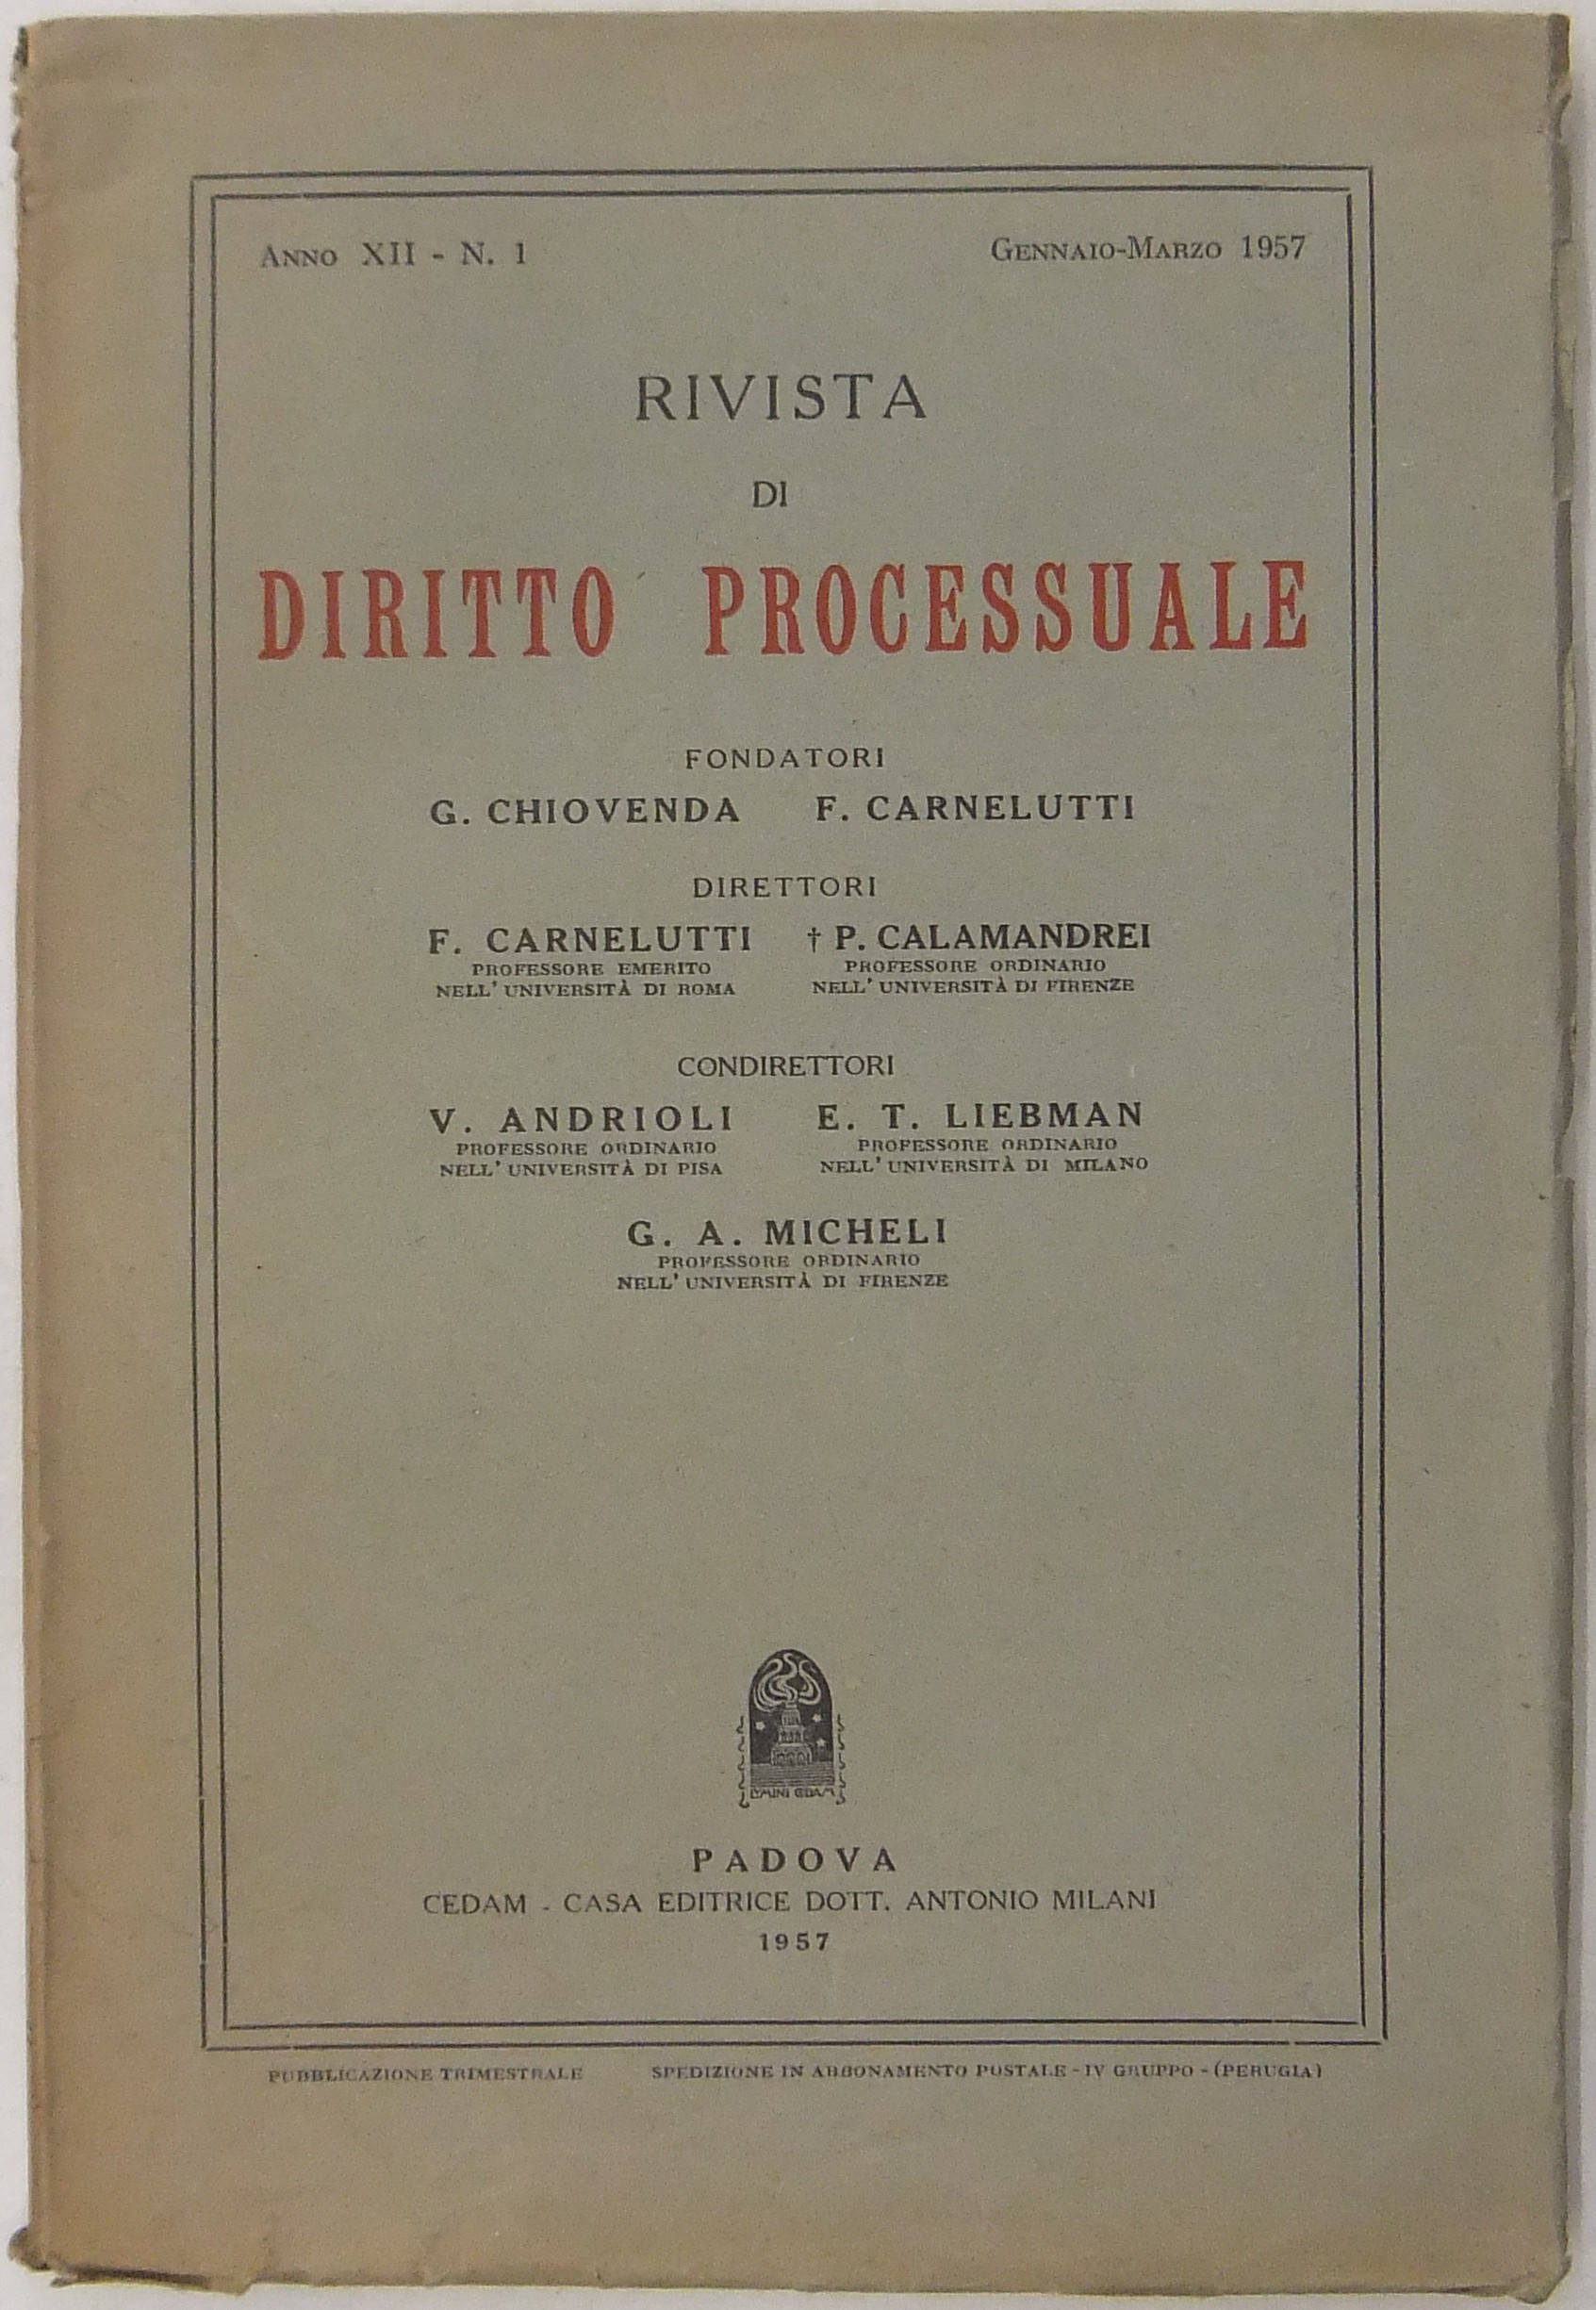 ANNO XII - N. 1 GENNAIO-MARZO 1957
RIVISTA
DI
DIRITTO PROCESSUALE
FONDATORI
G. CHIOVENDA F. CARNELUTTI
DIRETTORI
F. CARNELUTTI † P. CALAMANDREI
PROFESSORE EMERITO PROFESSORE ORDINARIO
NELL' UNIVERSITÀ DI ROMA NELL' UNIVERSITÀ DI FIRENZE
CONDIRETTORI
V. ANDRIOLI E. T. LIEBMAN
PROFESSORE ORDINARIO PROFESSORE ORDINARIO
NELL' UNIVERSITÀ DI PISA NELL' UNIVERSITÀ DI MILANO
G. A. MICHELI
PROFESSORE ORDINARIO
NELL' UNIVERSITÀ DI FIRENZE
LVMINI CEDAM
PADOVA
CEDAM - CASA EDITRICE DOTT. ANTONIO MILANI
1957
PUBBLICAZIONE TRIMESTRALE SPEDIZIONE IN ABBONAMENTO POSTALE - IV GRUPPO - (PERUGIA)